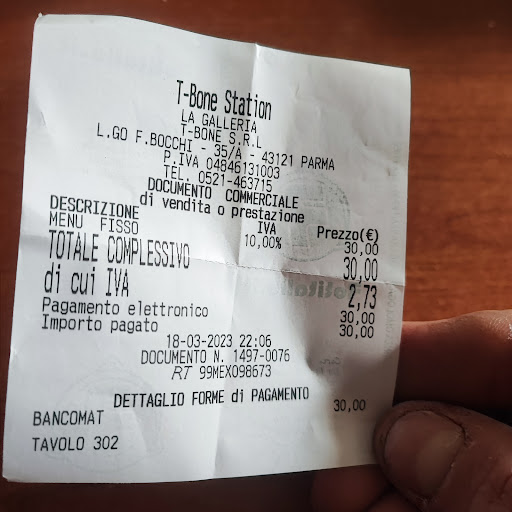 T-Bone Station
LA GALLERIA
T-BONE S.R.L
L.GO F.BOCCHI - 35/A - 43121 PARMA
P.IVA 04846131003
TEL. 0521-463715
DOCUMENTO COMMERCIALE
di vendita o prestazione
DESCRIZIONE IVA Prezzo(€)
MENU FISSO 10,00% 30,00
TOTALE COMPLESSIVO 30,00
di cui IVA 2,73
Pagamento elettronico 30,00
Importo pagato 30,00
18-03-2023 22:06
DOCUMENTO N. 1497-0076
RT 99MEX098673
DETTAGLIO FORME di PAGAMENTO
BANCOMAT 30,00
TAVOLO 302